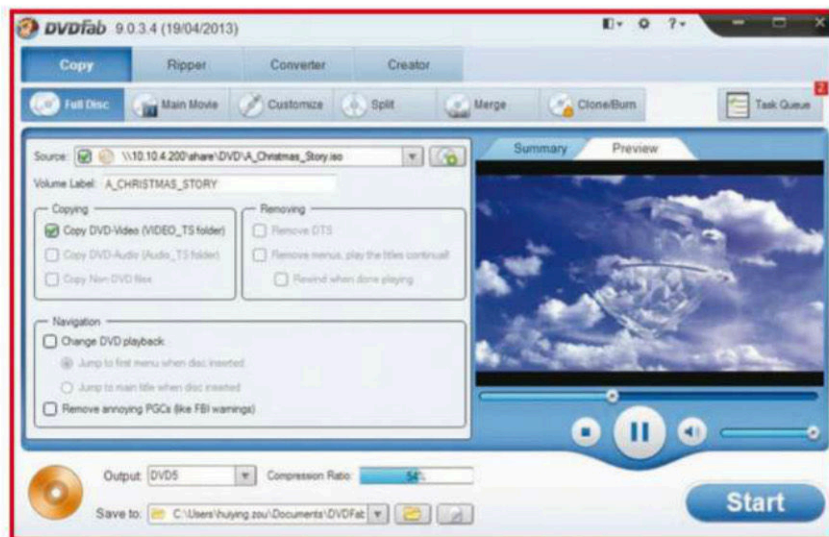 DVDFab 9.0.3.4 (19/04/2013)
Copy Ripper Converter Creator
Full Disc Main Movie Customize Split Merge Clone/Burn Task Queue 2
Summary Preview
Source: \\10.10.4.200\share\DVD\A_Christmas_Story.iso
Volume Label: A_CHRISTMAS_STORY
Copying Removing
Copy DVD-Video (VIDEO_TS folder) Remove DTS
Copy DVD-Audio (Audio_TS folder) Remove menus, play the titles continuall
Copy Non DVD files Rewind when done playing
Navigation
Change DVD playback
Jump to first menu when disc inserted
Jump to main title when disc inserted
Remove annoying PGCs (like FBI warnings)
Output: DVD5 Compression Ratio: 54%
Save to: C:\Users\huiying zou\Documents\DVDFab
Start